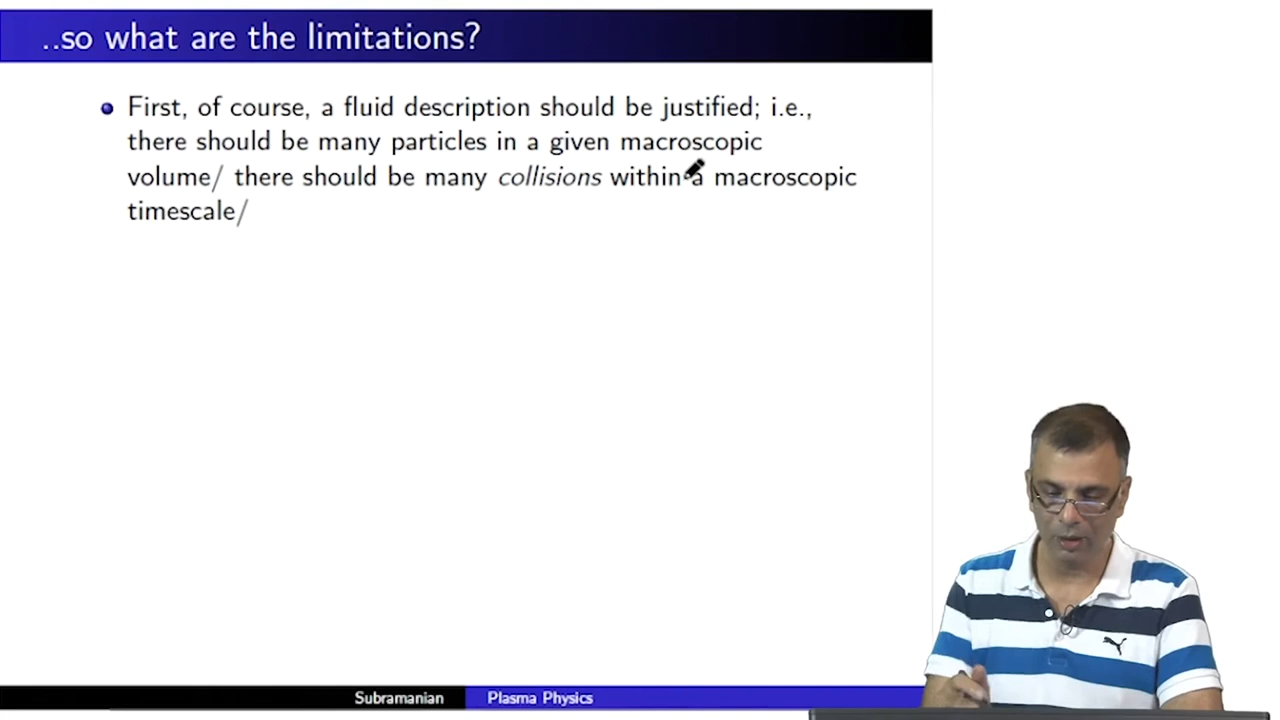 ..so what are the limitations?
First, of course, a fluid description should be justified; i.e.,
there should be many particles in a given macroscopic
volume/ there should be many collisions within a macroscopic
timescale/
Subramanian
Plasma Physics